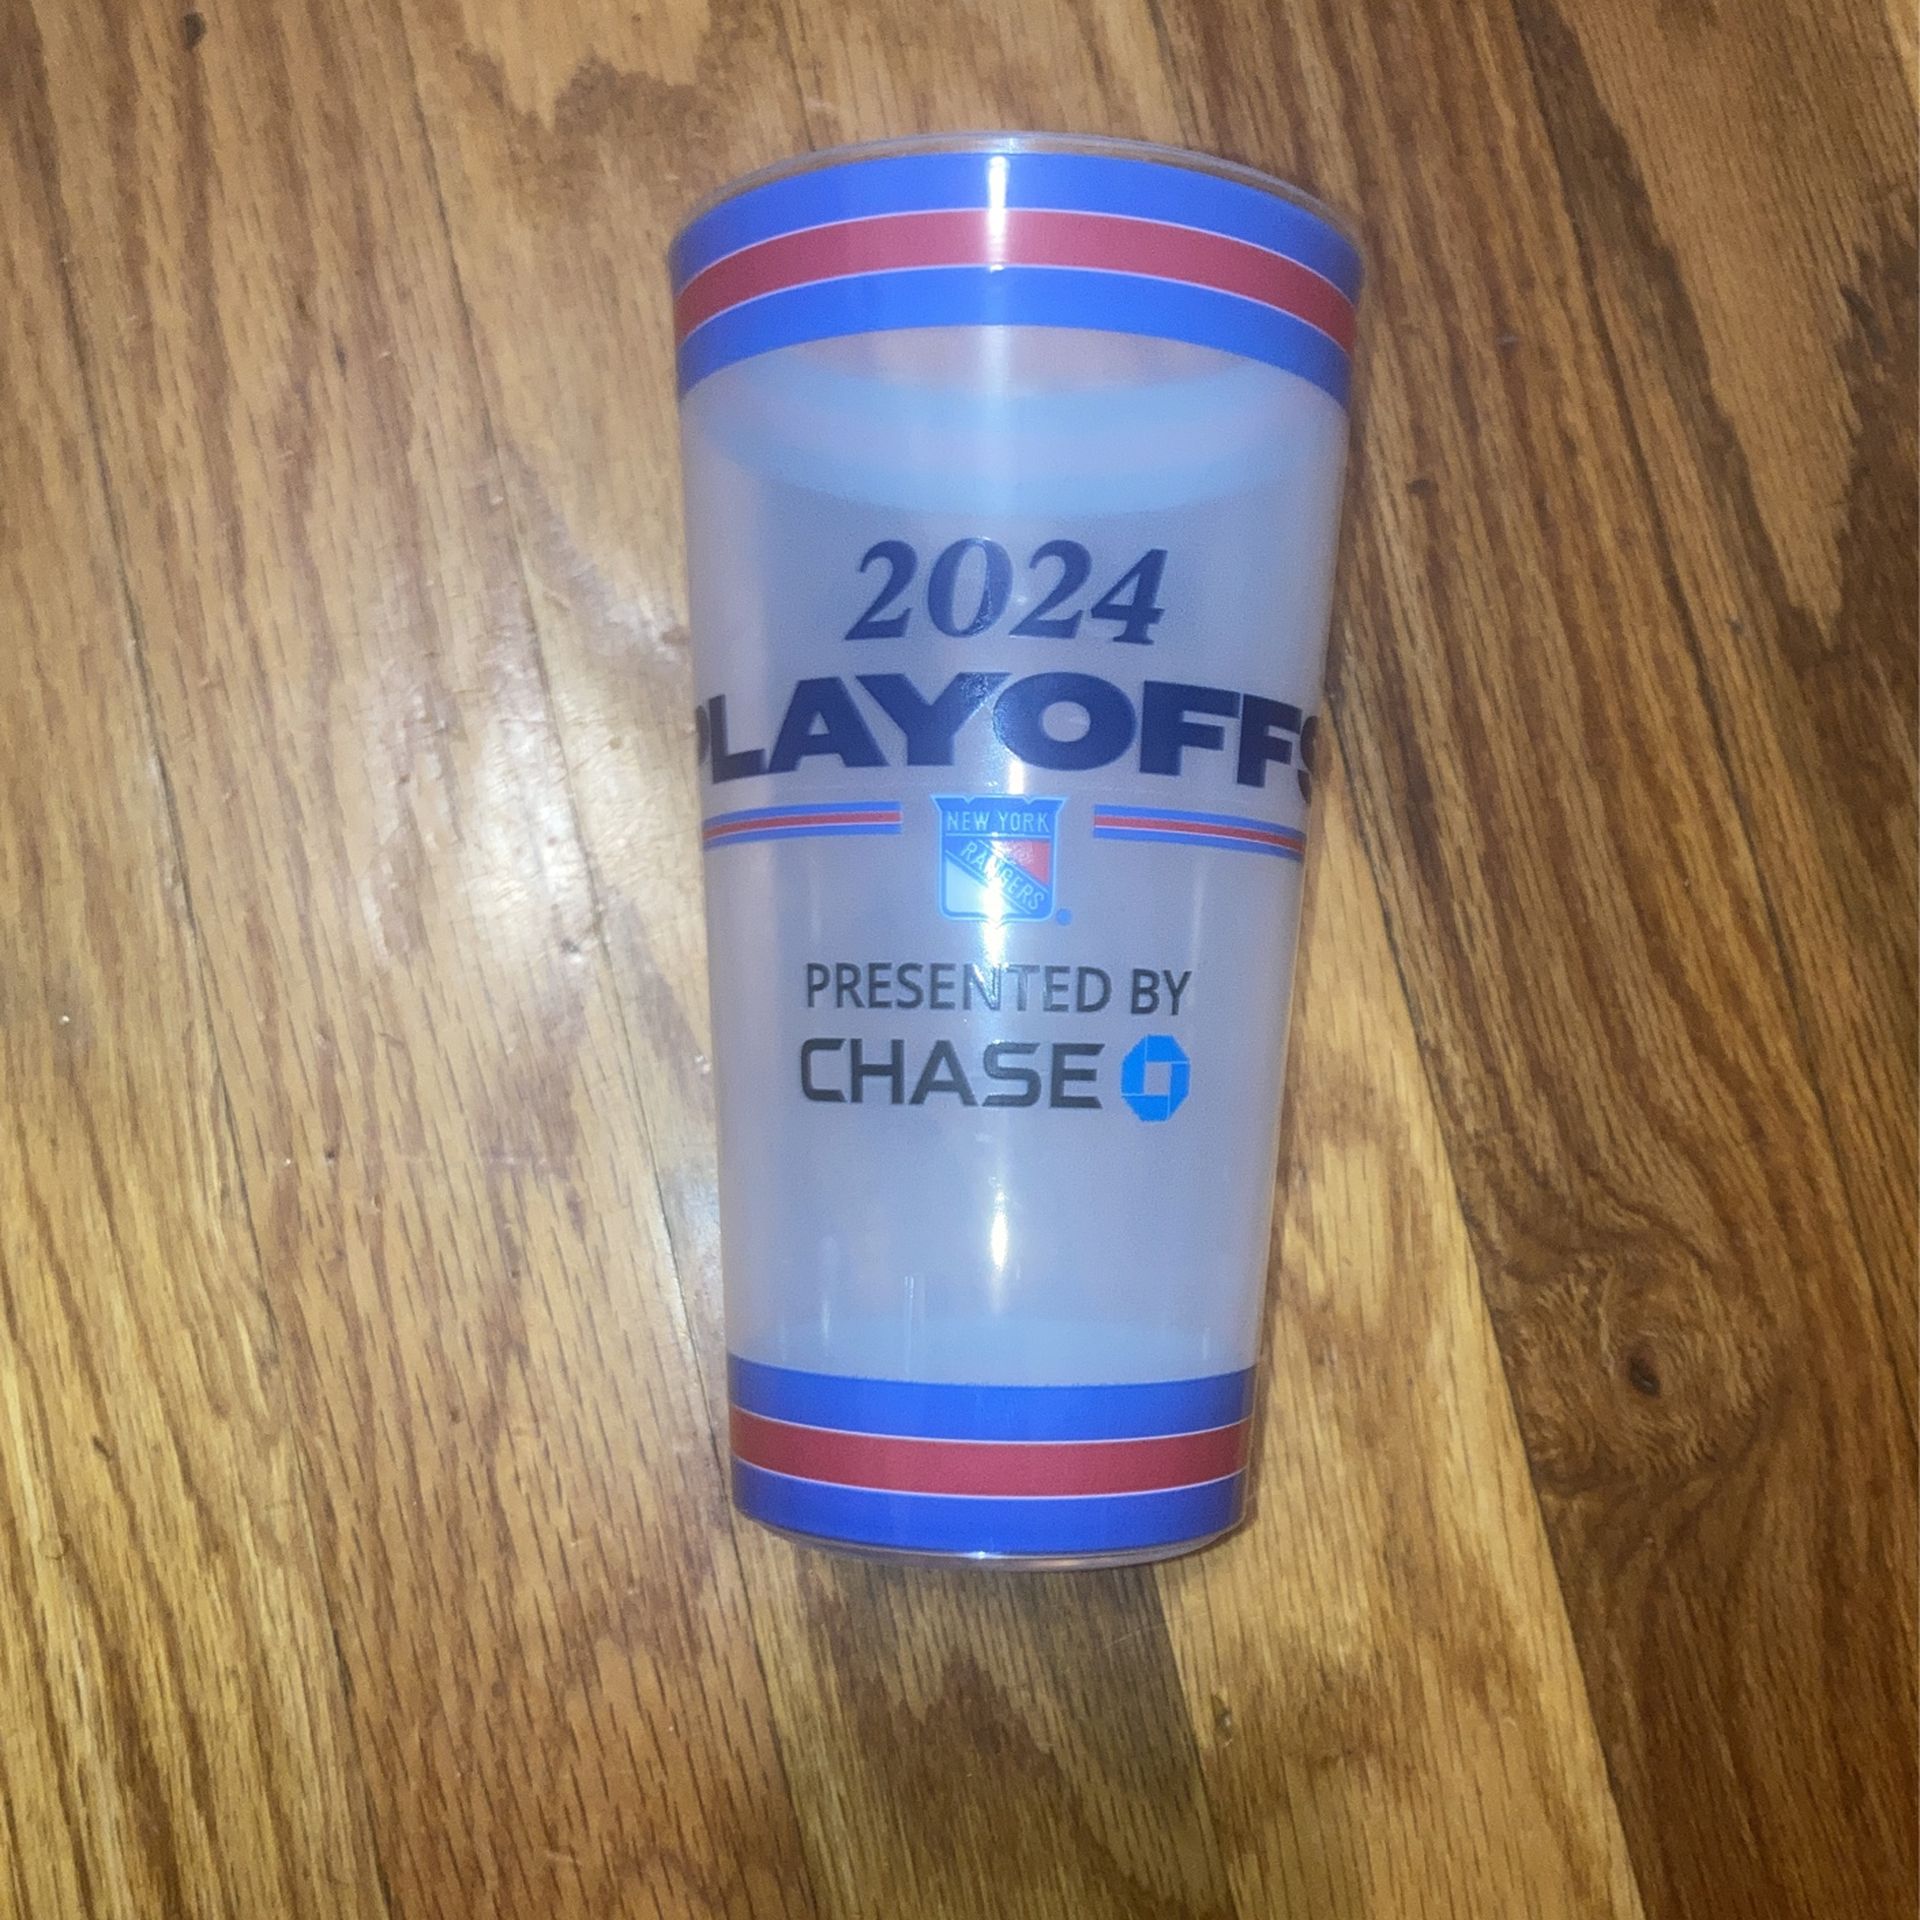 2024
PLAYOFFS
NEW YORK
RANGERS
PRESENTED BY
CHASE